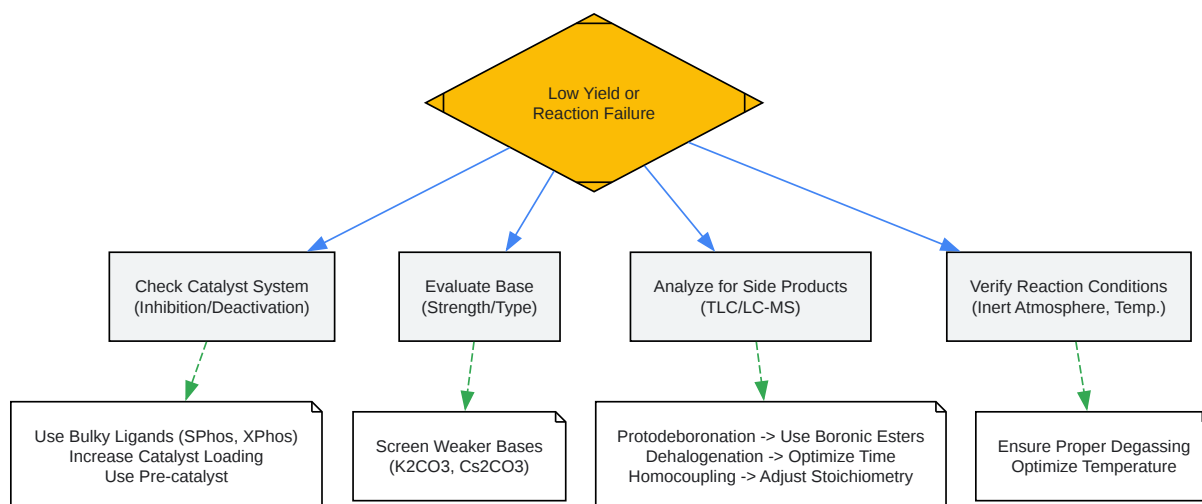 Low Yield or
Reaction Failure
Check Catalyst System
(Inhibition/Deactivation)
Evaluate Base
(Strength/Type)
Analyze for Side Products
(TLC/LC-MS)
Verify Reaction Conditions
(Inert Atmosphere, Temp.)
Use Bulky Ligands (SPhos, XPhos)
Increase Catalyst Loading
Use Pre-catalyst
Screen Weaker Bases
(K2CO3, Cs2CO3)
Protodeboronation -> Use Boronic Esters
Dehalogenation -> Optimize Time
Homocoupling -> Adjust Stoichiometry
Ensure Proper Degassing
Optimize Temperature